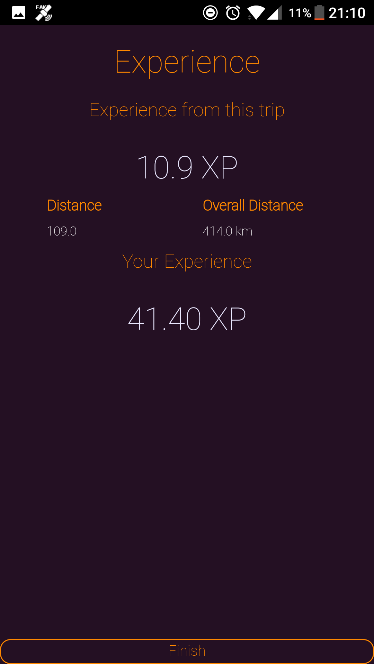 FAKE
11% 21:10
Experience
Experience from this trip
10.9 XP
Distance Overall Distance
109.0 414.0 km
Your Experience
41.40 XP
Finish